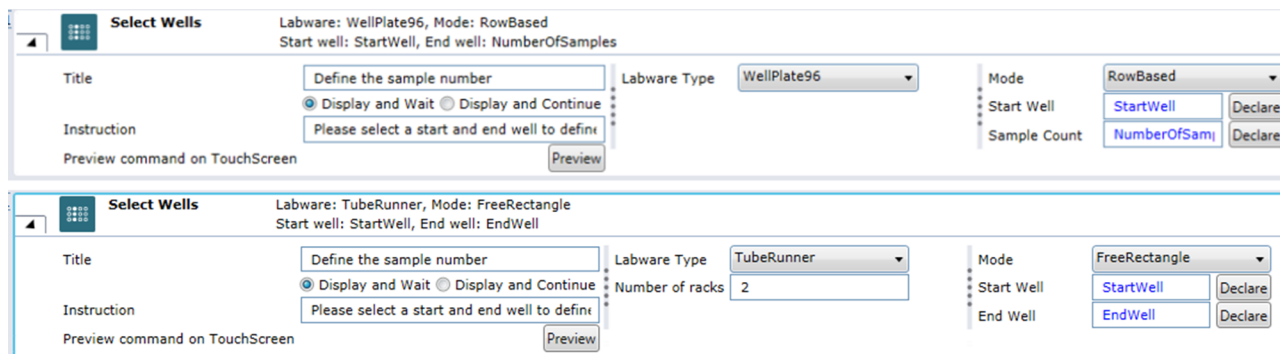 Select Wells
Labware: WellPlate96, Mode: RowBased
Start well: StartWell, End well: NumberOfSamples
Title
Define the sample number
Labware Type
WellPlate96
Mode
RowBased
Display and Wait
Display and Continue
Start Well
StartWell
Declare
Instruction
Please select a start and end well to define
Sample Count
NumberOfSam
Declare
Preview command on TouchScreen
Preview
Select Wells
Labware: TubeRunner, Mode: FreeRectangle
Start well: StartWell, End well: EndWell
Title
Define the sample number
Labware Type
TubeRunner
Mode
FreeRectangle
Display and Wait
Display and Continue
Number of racks
2
Start Well
StartWell
Declare
Instruction
Please select a start and end well to define
End Well
EndWell
Declare
Preview command on TouchScreen
Preview